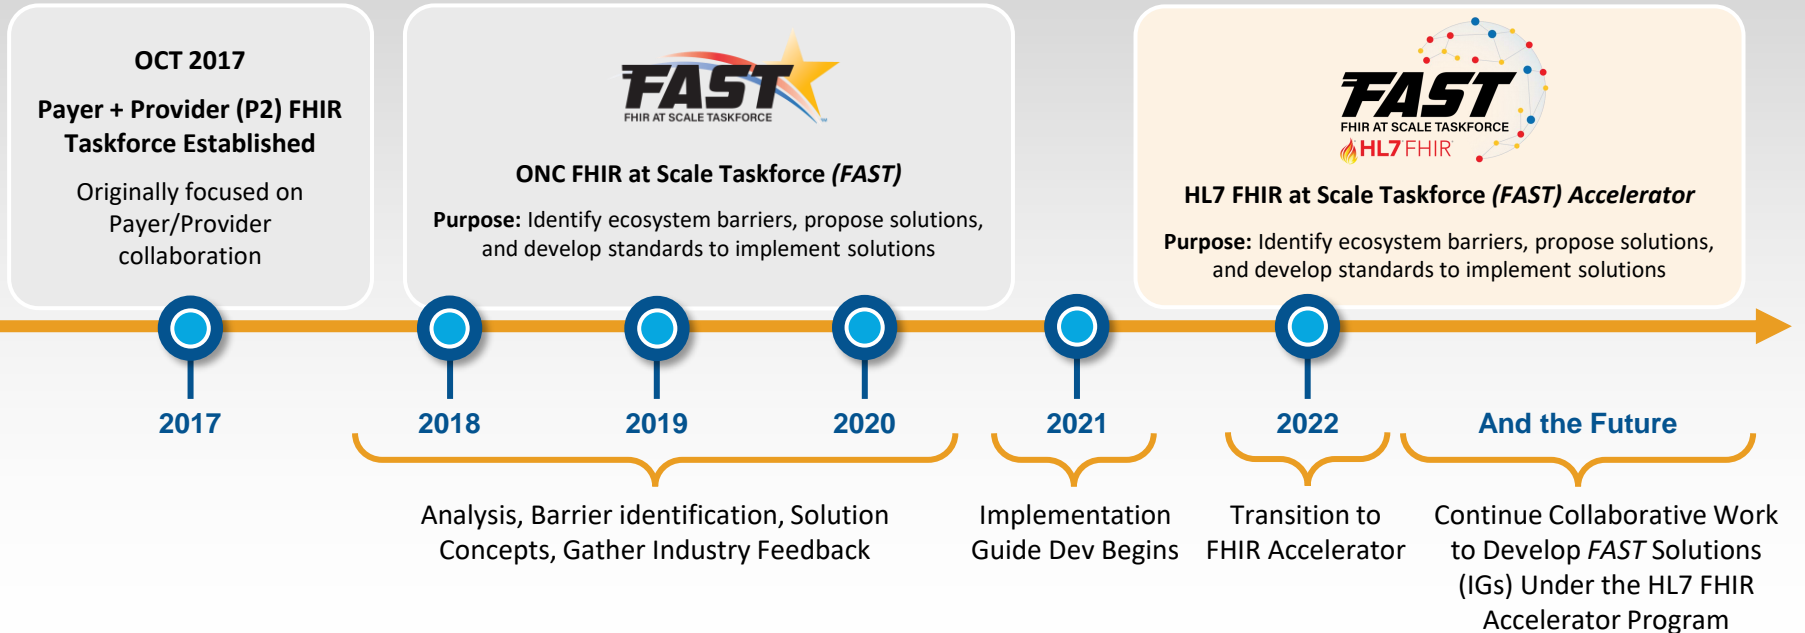 OCT 2017
Payer + Provider (P2) FHIR
Taskforce Established
Originally focused on
Payer/Provider
collaboration
FAST
FHIR AT SCALE TASKFORCE
ONC FHIR at Scale Taskforce (FAST)
Purpose: Identify ecosystem barriers, propose solutions,
and develop standards to implement solutions
FAST
FHIR AT SCALE TASKFORCE
HL7 FHIR
HL7 FHIR at Scale Taskforce (FAST) Accelerator
Purpose: Identify ecosystem barriers, propose solutions,
and develop standards to implement solutions
2017
2018
2019
2020
2021
2022
And the Future
Analysis, Barrier identification, Solution
Concepts, Gather Industry Feedback
Implementation
Guide Dev Begins
Transition to
FHIR Accelerator
Continue Collaborative Work
to Develop FAST Solutions
(IGs) Under the HL7 FHIR
Accelerator Program